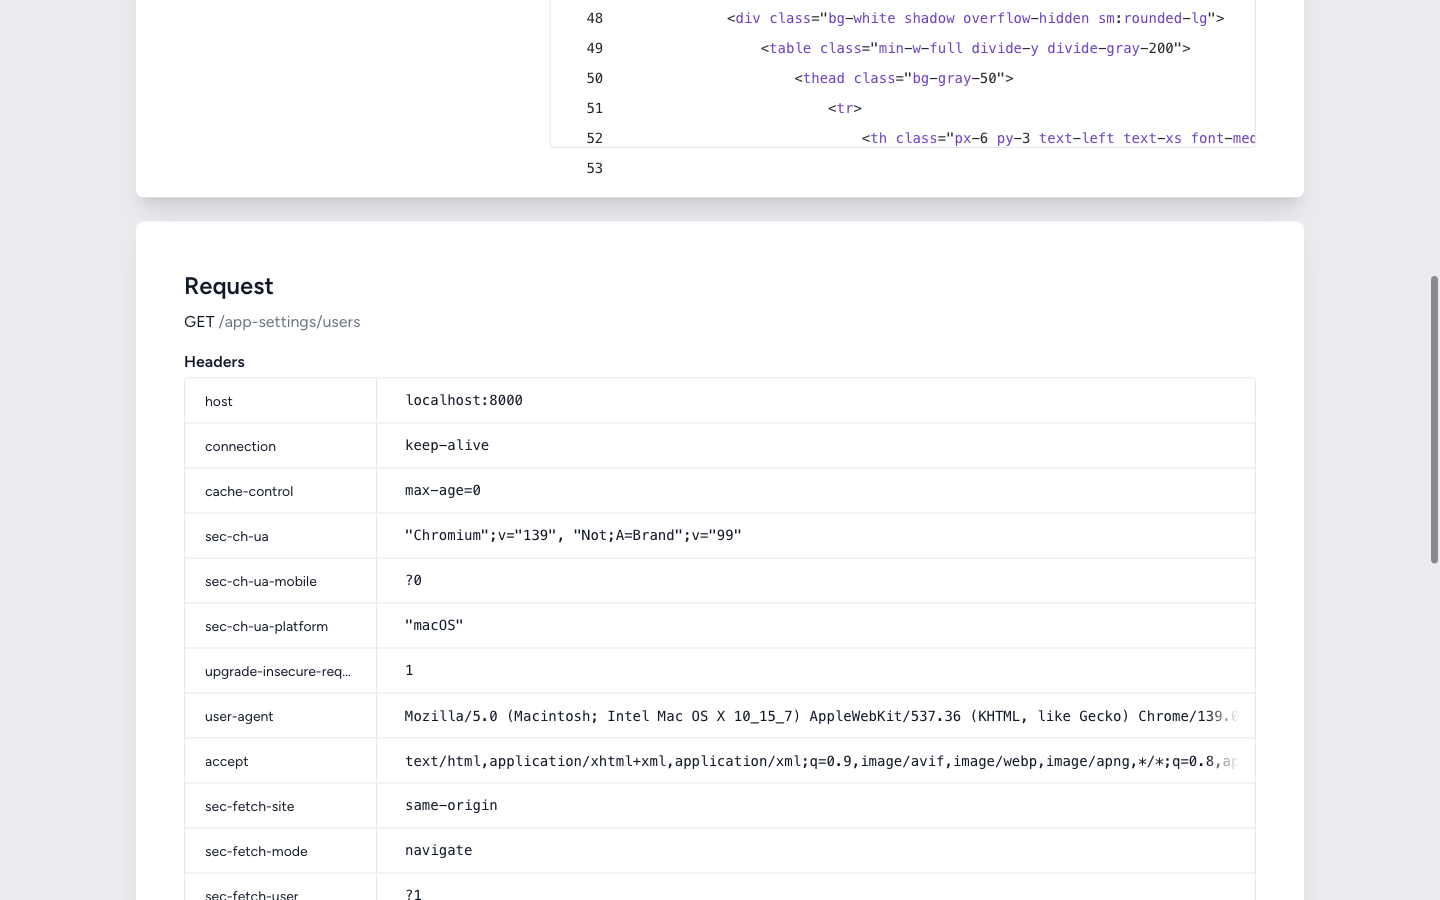 48 <div class="bg-white shadow overflow-hidden sm:rounded-lg">
49 <table class="min-w-full divide-y divide-gray-200">
50 <thead class="bg-gray-50">
51 <tr>
52 <th class="px-6 py-3 text-left text-xs font-med
53
Request
GET /app-settings/users
Headers
host localhost:8000
connection keep-alive
cache-control max-age=0
sec-ch-ua "Chromium";v="139", "Not;A=Brand";v="99"
sec-ch-ua-mobile ?0
sec-ch-ua-platform "macOS"
upgrade-insecure-req... 1
user-agent Mozilla/5.0 (Macintosh; Intel Mac OS X 10_15_7) AppleWebKit/537.36 (KHTML, like Gecko) Chrome/139.0
accept text/html,application/xhtml+xml,application/xml;q=0.9,image/avif,image/webp,image/apng,*/*;q=0.8,ap
sec-fetch-site same-origin
sec-fetch-mode navigate
sec-fetch-user ?1